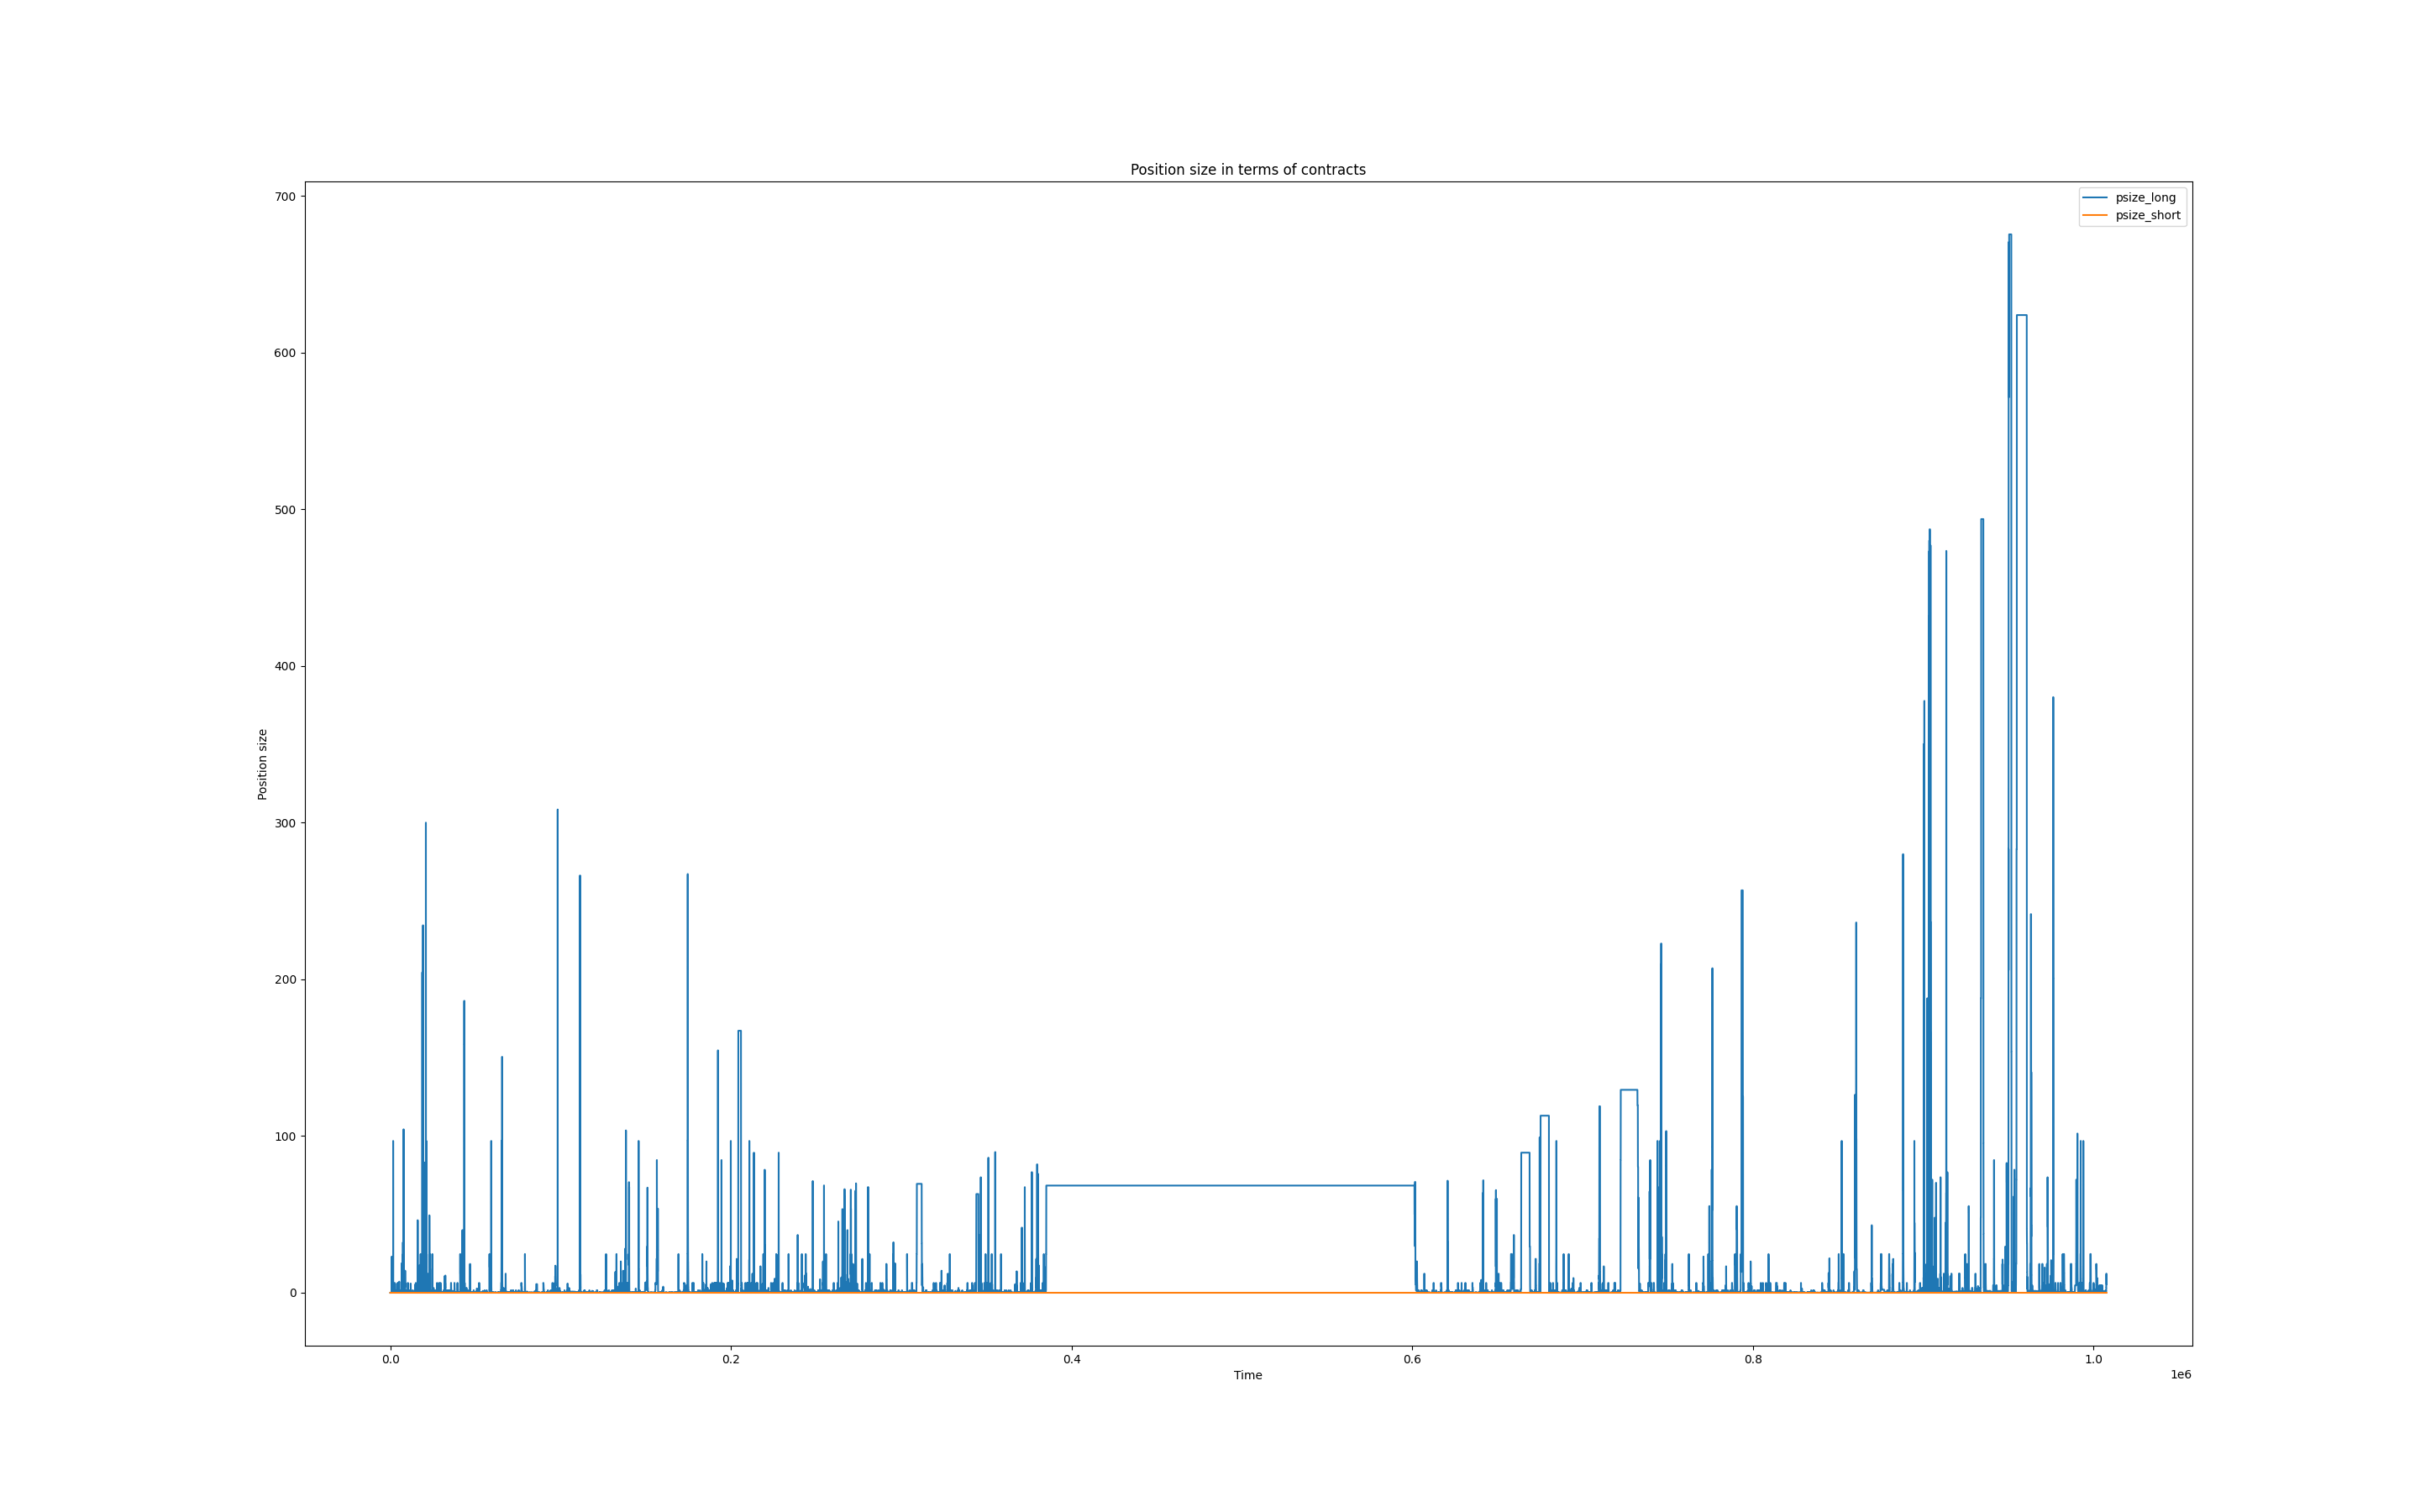 Position size in terms of contracts
700
600
500
400
300
200
100
0
Position size
psize_long
psize_short
0.0 0.2 0.4 0.6 0.8 1.0
Time
1e6